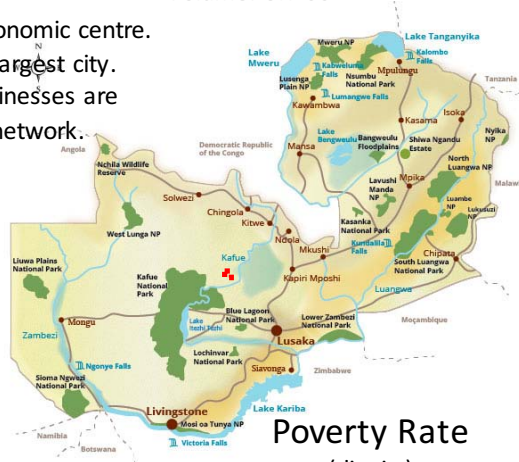 onomic centre.
argest city.
inesses are
network.
N
Lake Tanganyika
Mweru NP
Lake
Mweru
Kabweluma
Falls
Kalombo
Falls
Nsumbu
National Park
Mpulungu
Lusenga
Plain NP
Tanzania
Lumangwe Falls
Kawambwa
Isoka
Kasama
Nyika
NP
Lake
Bengweulu
Bangweulu
Floodplains
Shiwa Ngandu
Estate
Democratic Republic
of the Congo
Angola
Mansa
North
Luangwa NP
Nchila Wildlife
Reserve
Lavushi
Manda
NP
Mpika
Malaw
Solwezi
Luambe
NP
Lukusuzi
NP
Chingola
Kitwe
Kasanka
National Park
West Lunga NP
Ndola
Kundalila
Falls
Mkushi
Chipata
Liuwa Plains
National Park
Kafue
South Luangwa
National Park
Kafue
National
Park
Kapiri Mposhi
Luangwa
Blue Lagoon
National Park
Lower Zambezi
National Park
Moçambique
Mongu
Lake
Itezhi Tezhi
Zambezi
Lusaka
Lochinvar
National Park
Ngonye Falls
Siavonga
Zimbabwe
Sioma Ngwezi
National Park
Livingstone
Lake Kariba
Mosi oa Tunya NP
Namibia
Victoria Falls
Botswana
Poverty Rate